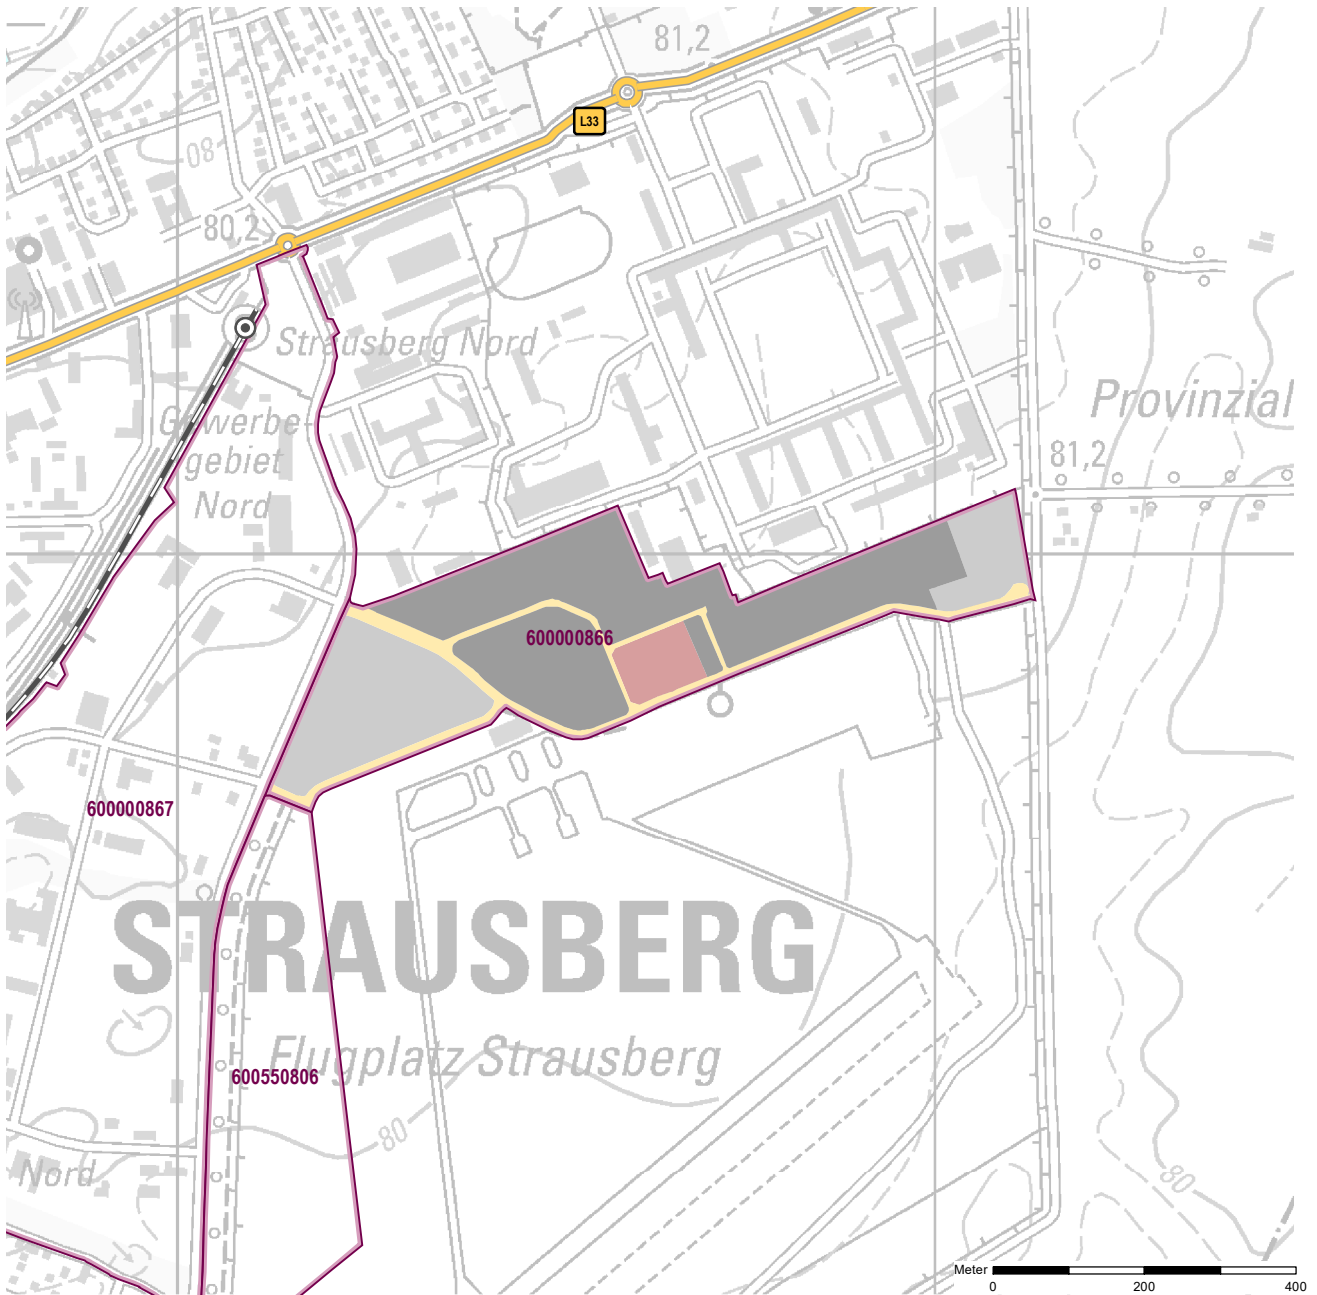 81,2
L33
80
80,2
Strausberg Nord
Gewerbe-
gebiet
Nord
Provinzial
81,2
600000866
600000867
STRAUSBERG
Flugplatz Strausberg
600550806
80
Nord
80
Meter
0
200
400